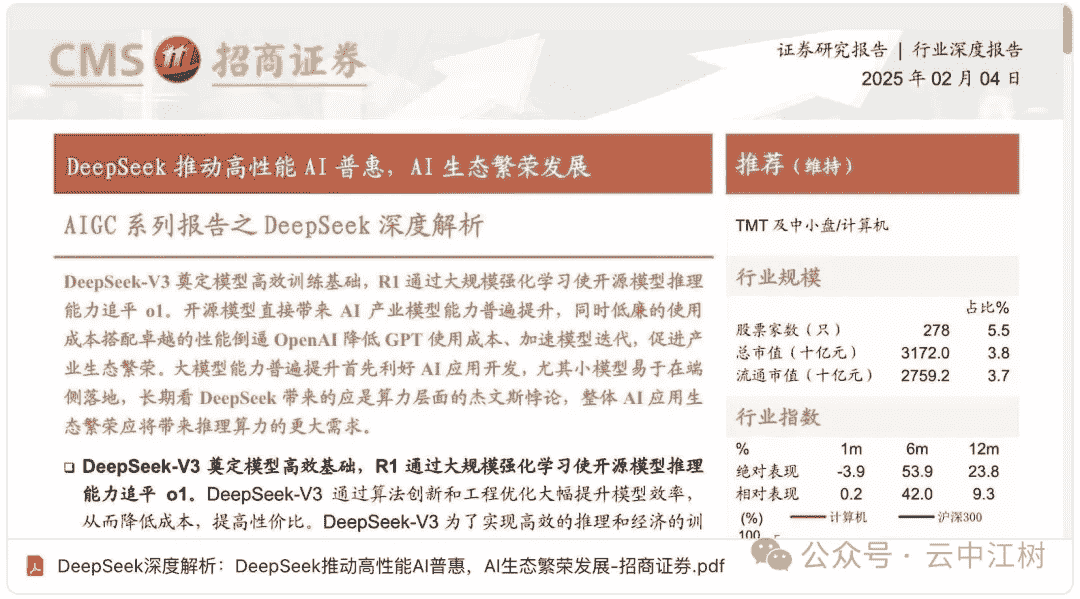 CMS 招商证券
证券研究报告 | 行业深度报告
2025 年 02 月 04 日
DeepSeek 推动高性能 AI 普惠，AI 生态繁荣发展
AIGC 系列报告之 DeepSeek 深度解析
DeepSeek-V3 奠定模型高效训练基础，R1 通过大规模强化学习使开源模型推理
能力追平 o1。开源模型直接带来 AI 产业模型能力普遍提升，同时低廉的使用
成本搭配卓越的性能倒逼 OpenAI 降低 GPT 使用成本、加速模型迭代，促进产
业生态繁荣。大模型能力普遍提升首先利好 AI 应用开发，尤其小模型易于在端
侧落地，长期看 DeepSeek 带来的应是算力层面的杰文斯悖论，整体 AI 应用生
态繁荣应将带来推理算力的更大需求。
❑ DeepSeek-V3 奠定模型高效基础，R1 通过大规模强化学习使开源模型推理
能力追平 o1。DeepSeek-V3 通过算法创新和工程优化大幅提升模型效率，
从而降低成本，提高性价比。DeepSeek-V3 为了实现高效的推理和经济的训
推荐（维持）
TMT 及中小盘/计算机
行业规模
占比%
股票家数（只） 278 5.5
总市值（十亿元） 3172.0 3.8
流通市值（十亿元） 2759.2 3.7
行业指数
% 1m 6m 12m
绝对表现 -3.9 53.9 23.8
相对表现 0.2 42.0 9.3
(%) 计算机 沪深300
100
DeepSeek深度解析：DeepSeek推动高性能AI普惠，AI生态繁荣发展-招商证券.pdf
公众号 · 云中江树